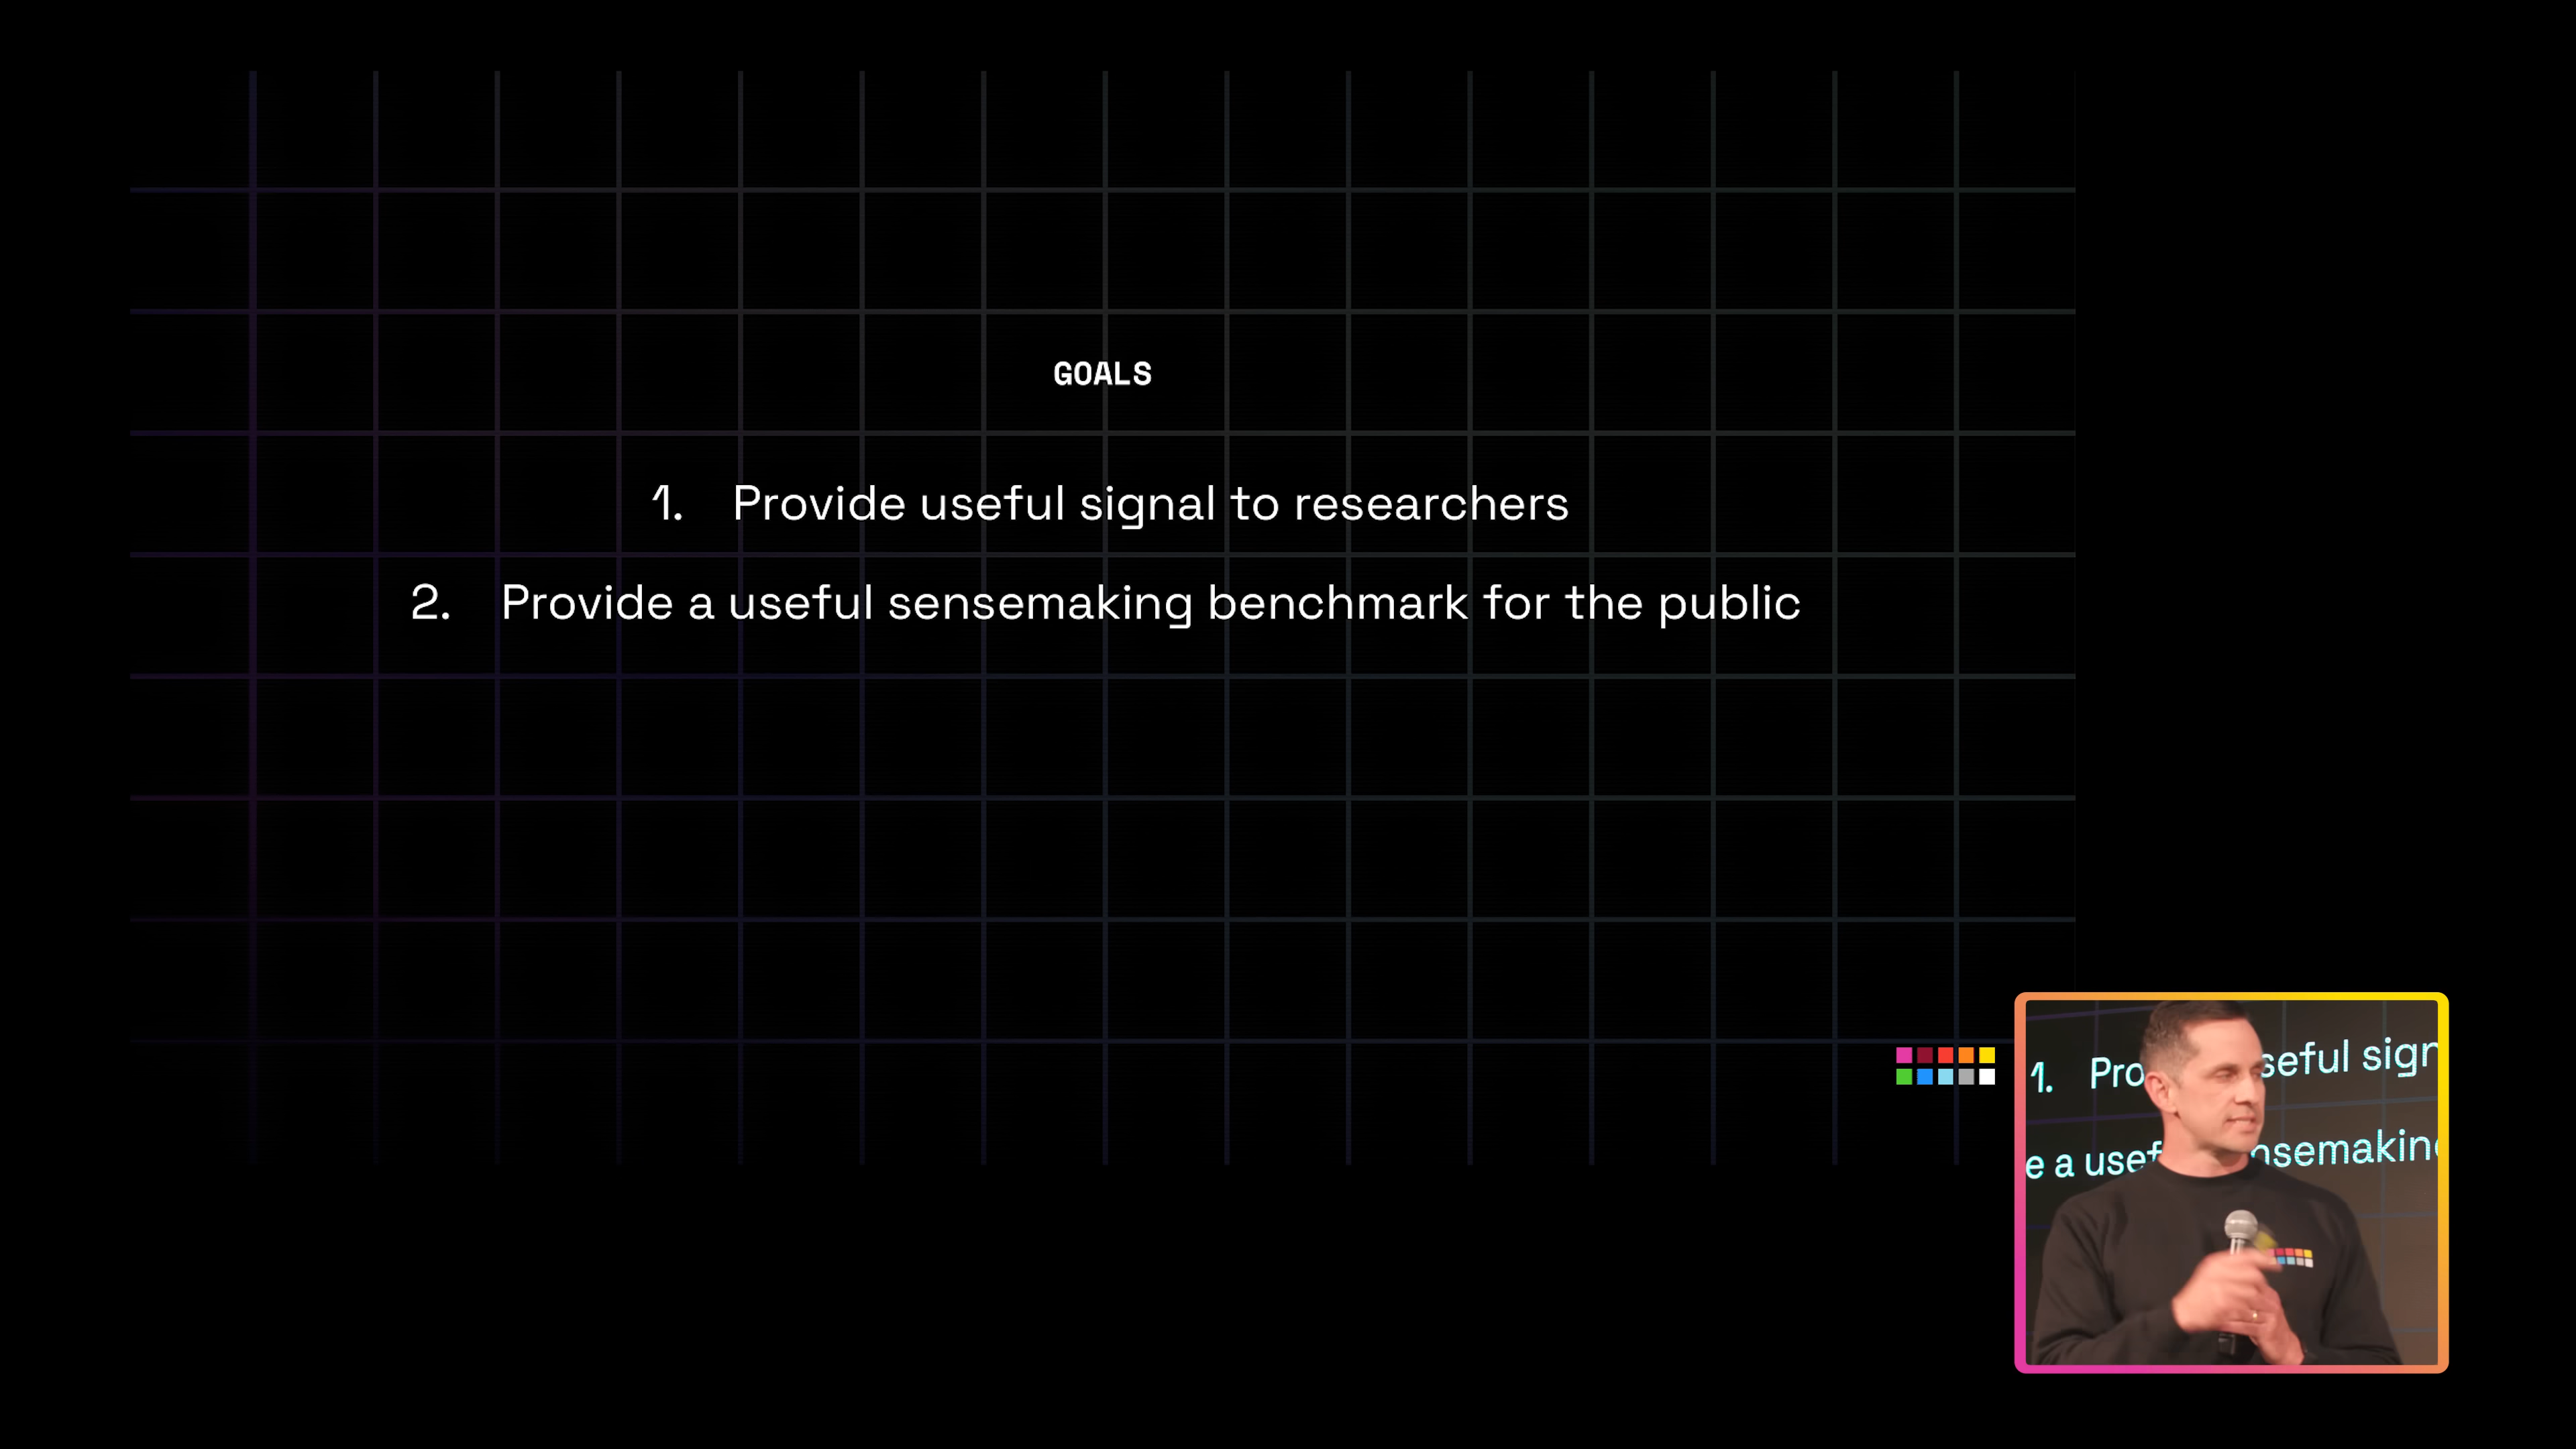 GOALS
1. Provide useful signal to researchers
2. Provide a useful sensemaking benchmark for the public
1. Pro seful sign
e a usef nsemaking